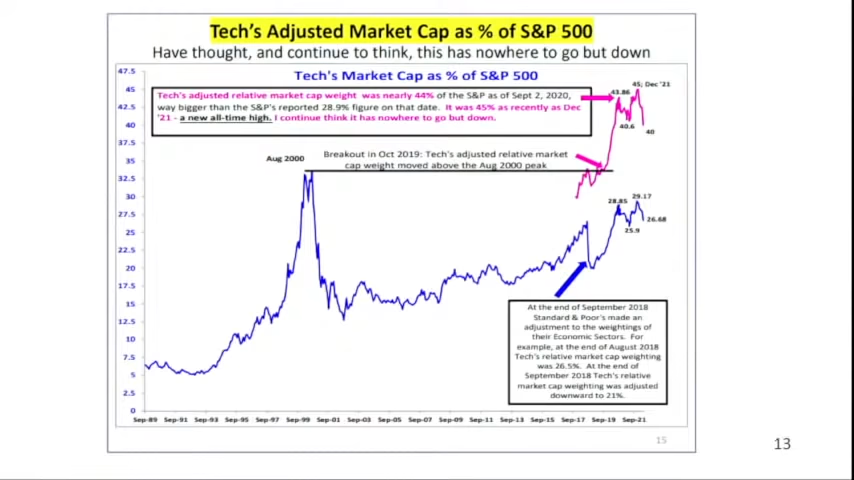 Tech's Adjusted Market Cap as % of S&P 500
Have thought, and continue to think, this has nowhere to go but down
Tech's Market Cap as % of S&P 500
47.5
45
42.5
40
37.5
35
32.5
30
27.5
25
22.5
20
17.5
15
12.5
10
7.5
5
2.5
0
Tech's adjusted relative market cap weight was nearly 44% of the S&P as of Sept 2, 2020,
way bigger than the S&P's reported 28.9% figure on that date. It was 45% as recently as Dec
'21 - a new all-time high. I continue think it has nowhere to go but down.
45; Dec '21
43.86
40.6
40
Aug 2000
Breakout in Oct 2019: Tech's adjusted relative market
cap weight moved above the Aug 2000 peak
28.85
29.17
25.9
26.68
At the end of September 2018
Standard & Poor's made an
adjustment to the weightings of
their Economic Sectors. For
example, at the end of August 2018
Tech's relative market cap weighting
was 26.5%. At the end of
September 2018 Tech's relative
market cap weighting was adjusted
downward to 21%.
Sep-89 Sep-91 Sep-93 Sep-95 Sep-97 Sep-99 Sep-01 Sep-03 Sep-05 Sep-07 Sep-09 Sep-11 Sep-13 Sep-15 Sep-17 Sep-19 Sep-21
15
13